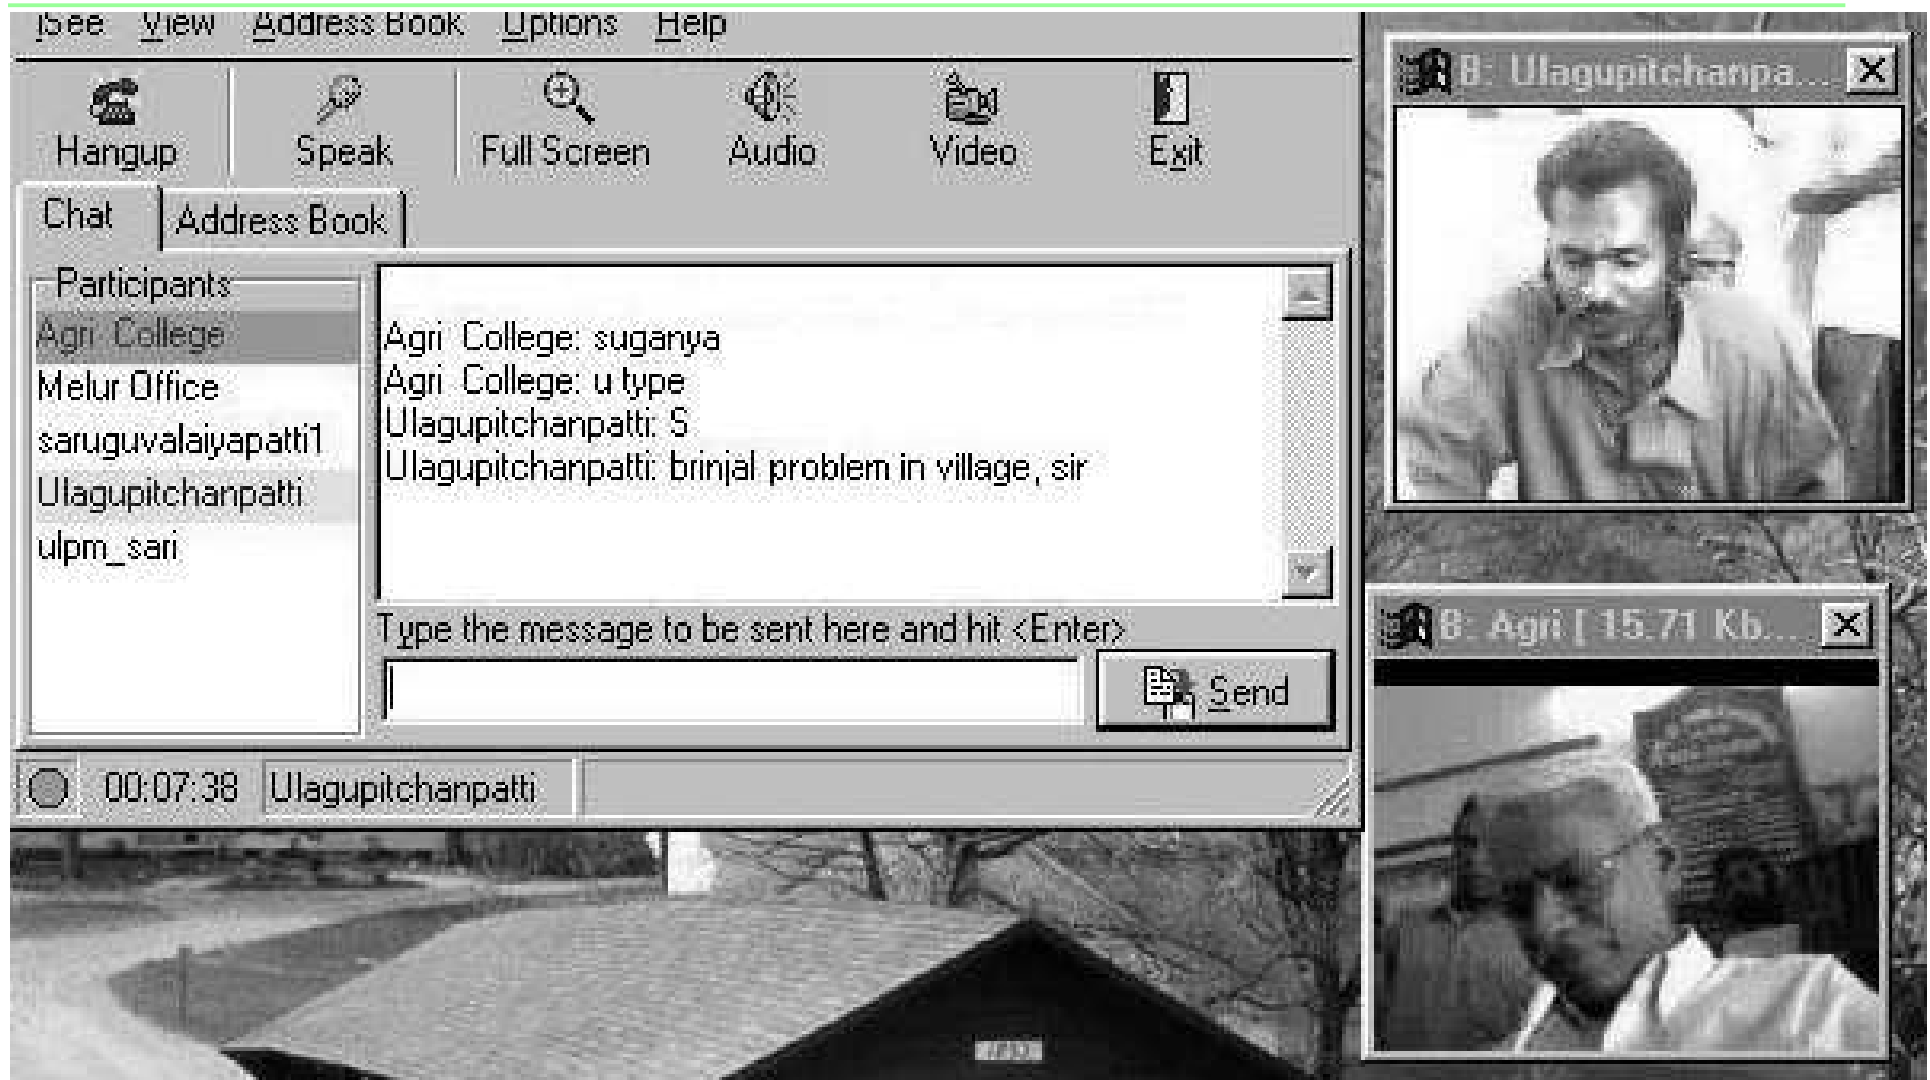 iSee View Address Book Options Help
Hangup Speak Full Screen Audio Video Exit
Chat Address Book
Participants
Agri College
Melur Office
saruguvalaiyapatti1
Ulagupitchanpatti
ulpm_sari
Agri College: suganya
Agri College: u type
Ulagupitchanpatti: S
Ulagupitchanpatti: brinjal problem in village, sir
Type the message to be sent here and hit <Enter>
Send
00:07:38 Ulagupitchanpatti
B: Ulagupitchanpa...
B: Agri [ 15.71 Kb...